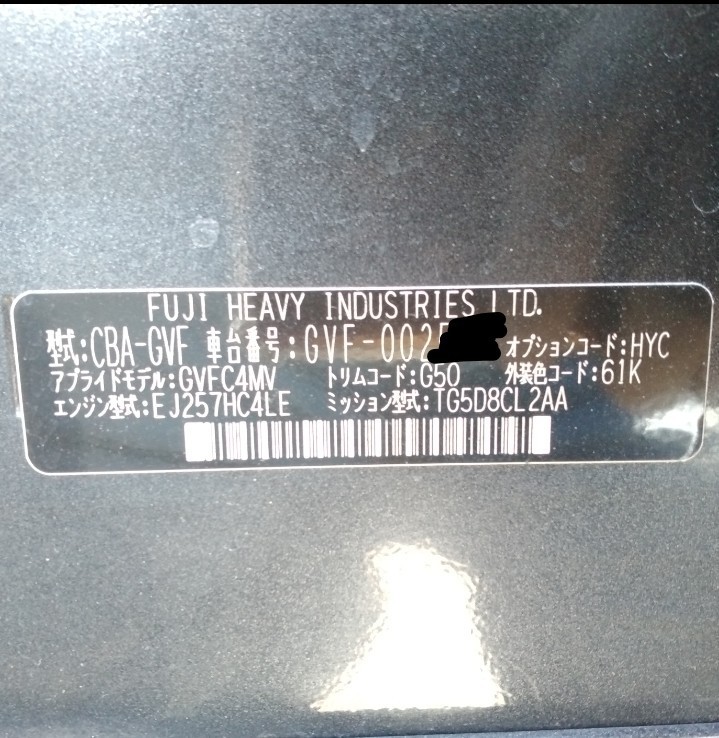 FUJI HEAVY INDUSTRIES LTD.
型式:CBA-GVF 車台番号:GVF-002 オプションコード:HYC
アプライドモデル:GVFC4MV トリムコード:G50 外装色コード:61K
エンジン型式:EJ257HC4LE ミッション型式:TG5D8CL2AA